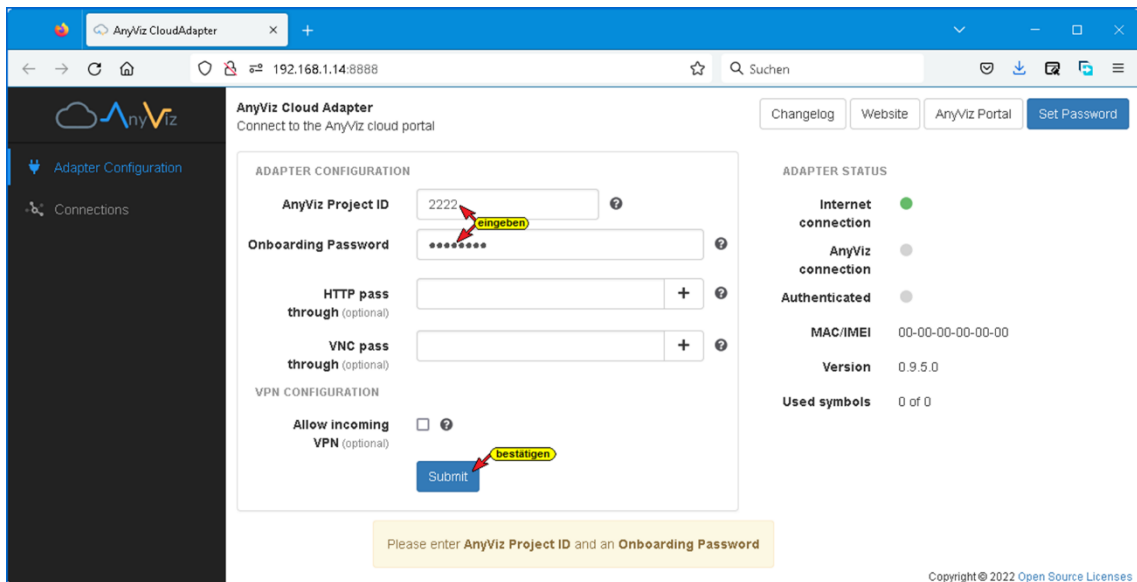 AnyViz CloudAdapter
192.168.1.14:8888
Suchen
AnyViz
AnyViz Cloud Adapter
Connect to the AnyViz cloud portal
Changelog
Website
AnyViz Portal
Set Password
Adapter Configuration
Connections
ADAPTER CONFIGURATION
AnyViz Project ID
2222
eingeben
Onboarding Password
HTTP pass
through (optional)
+
VNC pass
through (optional)
+
VPN CONFIGURATION
Allow incoming
VPN (optional)
bestätigen
Submit
Please enter AnyViz Project ID and an Onboarding Password
ADAPTER STATUS
Internet
connection
AnyViz
connection
Authenticated
MAC/IMEI 00-00-00-00-00-00
Version 0.9.5.0
Used symbols 0 of 0
Copyright © 2022 Open Source Licenses